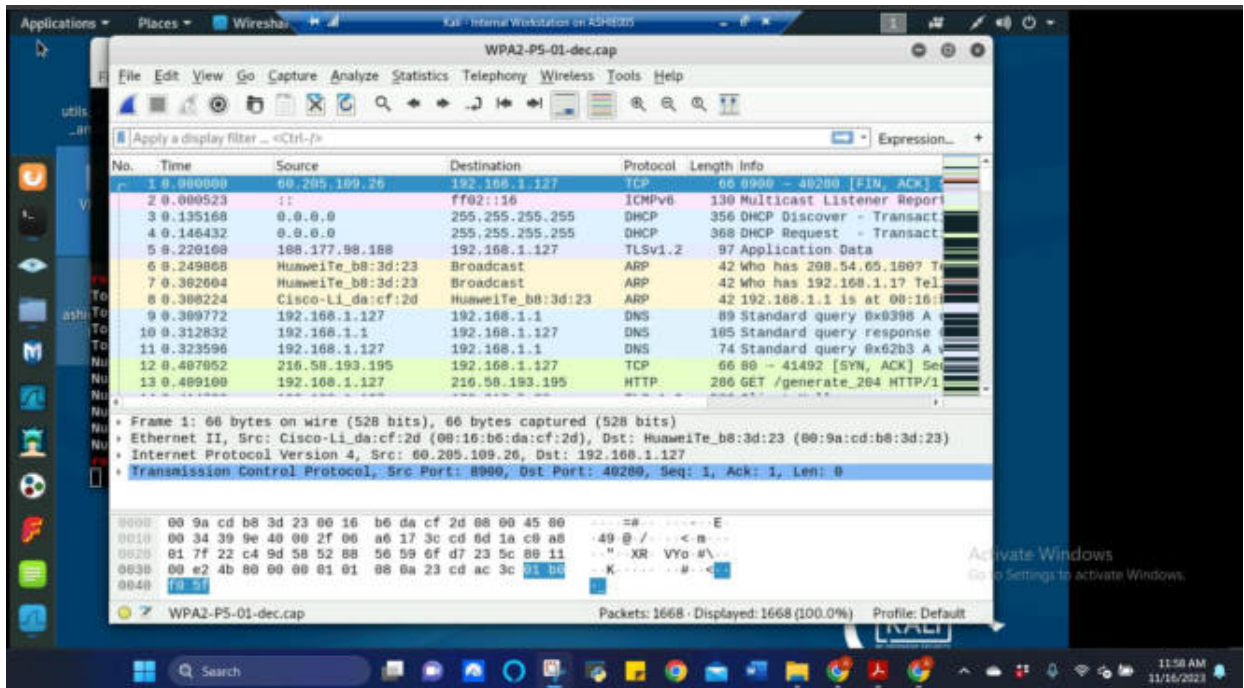 Applications Places Wiresha Kali - Internal Workstation on ASHIE005 1
WPA2-P5-01-dec.cap
File Edit View Go Capture Analyze Statistics Telephony Wireless Tools Help
utils
Apply a display filter ... <Ctrl-/> Expression... +
No. Time Source Destination Protocol Length Info
1 0.000000 60.205.109.26 192.168.1.127 TCP 66 8900 → 40280 [FIN, ACK]
2 0.000523 :: ff02::16 ICMPv6 130 Multicast Listener Report
3 0.135168 0.0.0.0 255.255.255.255 DHCP 356 DHCP Discover - Transact
4 0.146432 0.0.0.0 255.255.255.255 DHCP 368 DHCP Request - Transact
5 0.220160 108.177.98.188 192.168.1.127 TLSv1.2 97 Application Data
6 0.249868 HuaweiTe_b8:3d:23 Broadcast ARP 42 Who has 208.54.65.100? T
7 0.302604 HuaweiTe_b8:3d:23 Broadcast ARP 42 Who has 192.168.1.1? Tel
8 0.308224 Cisco-Li_da:cf:2d HuaweiTe_b8:3d:23 ARP 42 192.168.1.1 is at 00:16:
9 0.309772 192.168.1.127 192.168.1.1 DNS 89 Standard query 0x0398 A
10 0.312832 192.168.1.1 192.168.1.127 DNS 105 Standard query response
11 0.323596 192.168.1.127 192.168.1.1 DNS 74 Standard query 0x62b3 A
12 0.407052 216.58.193.195 192.168.1.127 TCP 66 80 → 41492 [SYN, ACK] Se
13 0.409100 192.168.1.127 216.58.193.195 HTTP 286 GET /generate_204 HTTP/1
Frame 1: 66 bytes on wire (528 bits), 66 bytes captured (528 bits)
Ethernet II, Src: Cisco-Li_da:cf:2d (00:16:b6:da:cf:2d), Dst: HuaweiTe_b8:3d:23 (00:9a:cd:b8:3d:23)
Internet Protocol Version 4, Src: 60.205.109.26, Dst: 192.168.1.127
Transmission Control Protocol, Src Port: 8900, Dst Port: 40280, Seq: 1, Ack: 1, Len: 0
0000 00 9a cd b8 3d 23 00 16 b6 da cf 2d 08 00 45 00
0010 00 34 39 9e 40 00 2f 06 a6 17 3c cd 6d 1a c0 a8
0020 01 7f 22 c4 9d 58 52 88 56 59 6f d7 23 5c 80 11
0030 00 e2 4b 80 00 00 01 01 08 0a 23 cd ac 3c 01 b0
0040 f0 5f
Activate Windows
Go to Settings to activate Windows.
WPA2-P5-01-dec.cap Packets: 1668 · Displayed: 1668 (100.0%) Profile: Default
KALI
Search
11:58 AM
11/16/2023